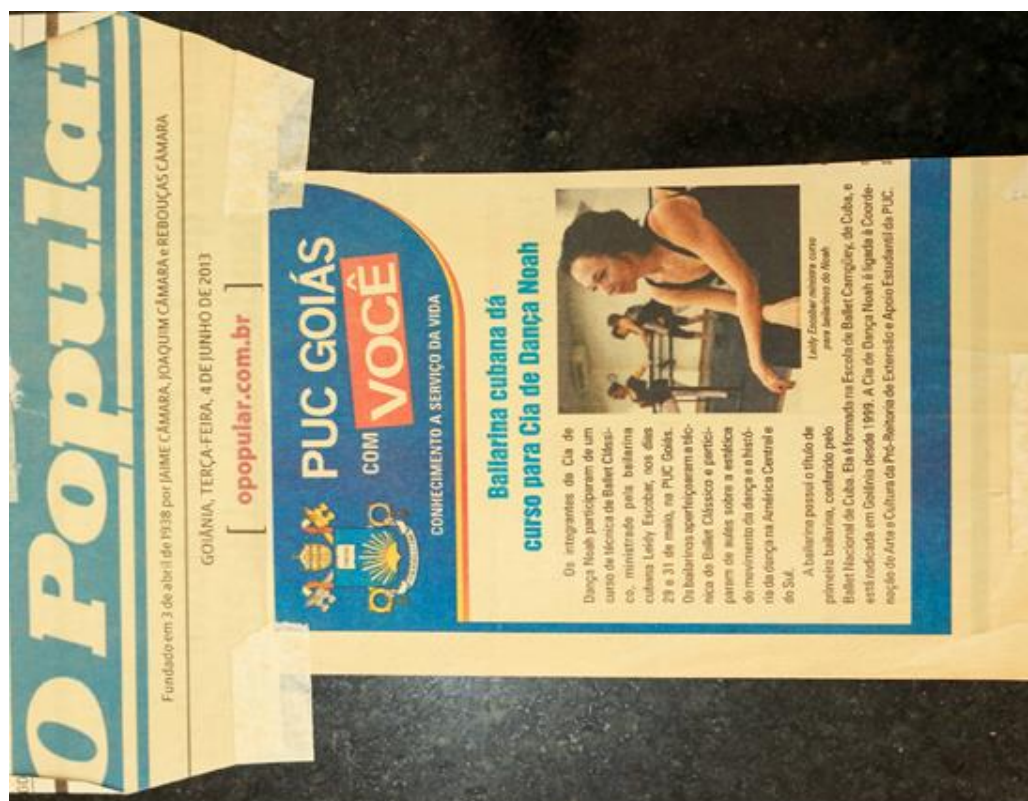 O Popular
Fundado em 3 de abril de 1938 por JAIME CÂMARA, JOAQUIM CÂMARA e REBOUÇAS CÂMARA
GOIÂNIA, TERÇA-FEIRA, 4 DE JUNHO DE 2013
[ opopular.com.br ]
PUC GOIÁS
COM VOCÊ
CONHECIMENTO A SERVIÇO DA VIDA
Bailarina cubana dá
curso para Cia de Dança Noah
Os integrantes da Cia de
Dança Noah participaram de um
curso de técnica de Ballet Clássi-
co, ministrado pela bailarina
cubana Leidy Escobar, nos dias
29 e 31 de maio, na PUC Goiás.
Os bailarinos aperfeiçoaram a téc-
nica do Ballet Clássico e partici-
param de aulas sobre a estática
do movimento da dança e a histó-
ria da dança na América Central e
do Sul.
A bailarina possui o título de
primeira bailarina, conferido pelo
Ballet Nacional de Cuba. Ela é formada na Escola de Ballet Camgüey, de Cuba, e
está radicada em Goiânia desde 1999. A Cia de Dança Noah é ligada à Coorde-
nação de Arte e Cultura da Pró-Reitoria de Extensão e Apoio Estudantil da PUC.
Leidy Escobar ministra curso
para bailarinos do Noah